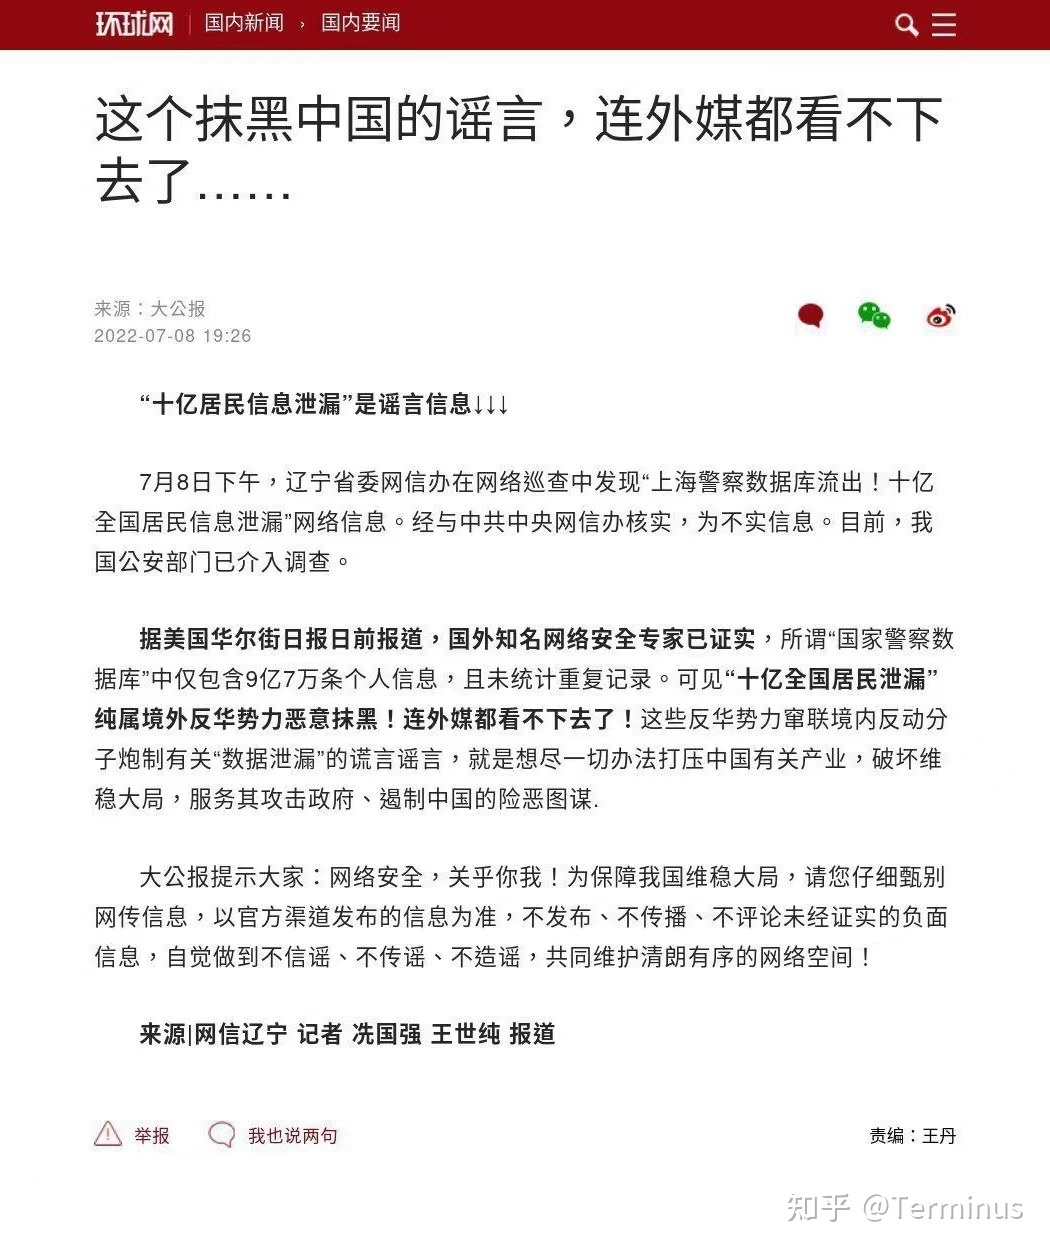 环球网 | 国内新闻 › 国内要闻
这个抹黑中国的谣言，连外媒都看不下
去了……
来源：大公报
2022-07-08 19:26
“十亿居民信息泄漏”是谣言信息↓↓↓
7月8日下午，辽宁省委网信办在网络巡查中发现“上海警察数据库流出！十亿
全国居民信息泄漏”网络信息。经与中共中央网信办核实，为不实信息。目前，我
国公安部门已介入调查。
据美国华尔街日报日前报道，国外知名网络安全专家已证实，所谓“国家警察数
据库”中仅包含9亿7万条个人信息，且未统计重复记录。可见“十亿全国居民泄漏”
纯属境外反华势力恶意抹黑！连外媒都看不下去了！这些反华势力窜联境内反动分
子炮制有关“数据泄漏”的谎言谣言，就是想尽一切办法打压中国有关产业，破坏维
稳大局，服务其攻击政府、遏制中国的险恶图谋.
大公报提示大家：网络安全，关乎你我！为保障我国维稳大局，请您仔细甄别
网传信息，以官方渠道发布的信息为准，不发布、不传播、不评论未经证实的负面
信息，自觉做到不信谣、不传谣、不造谣，共同维护清朗有序的网络空间！
来源|网信辽宁 记者 冼国强 王世纯 报道
举报 我也说两句 责编：王丹
知乎 @Terminus